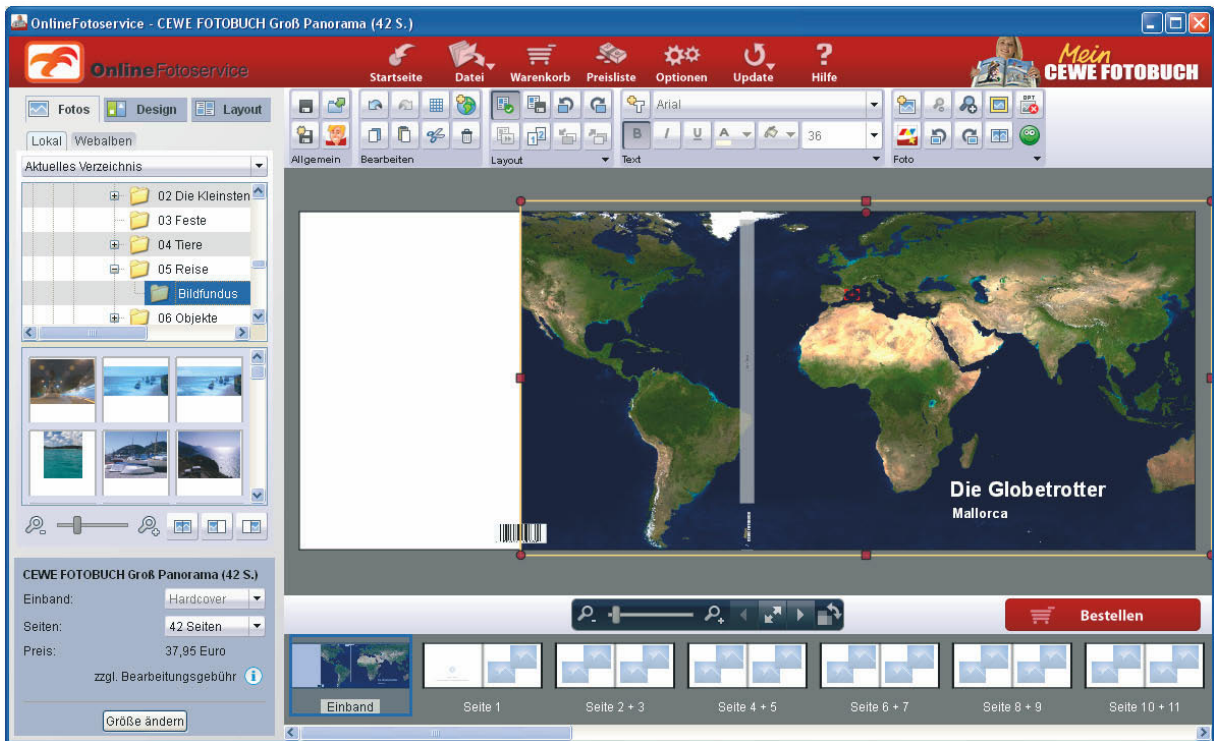 OnlineFotoservice - CEWE FOTOBUCH Groß Panorama (42 S.)
OnlineFotoservice
Startseite
Datei
Warenkorb
Preisliste
Optionen
Update
Hilfe
Mein
CEWE FOTOBUCH
Fotos
Design
Layout
Lokal
Webalben
Aktuelles Verzeichnis
02 Die Kleinsten
03 Feste
04 Tiere
05 Reise
Bildfundus
06 Objekte
Allgemein
Bearbeiten
Layout
Arial
B I U A
36
Text
Foto
Die Globetrotter
Mallorca
CEWE FOTOBUCH Groß Panorama (42 S.)
Einband: Hardcover
Seiten: 42 Seiten
Preis: 37,95 Euro
zzgl. Bearbeitungsgebühr
Größe ändern
Bestellen
Einband
Seite 1
Seite 2 + 3
Seite 4 + 5
Seite 6 + 7
Seite 8 + 9
Seite 10 + 11